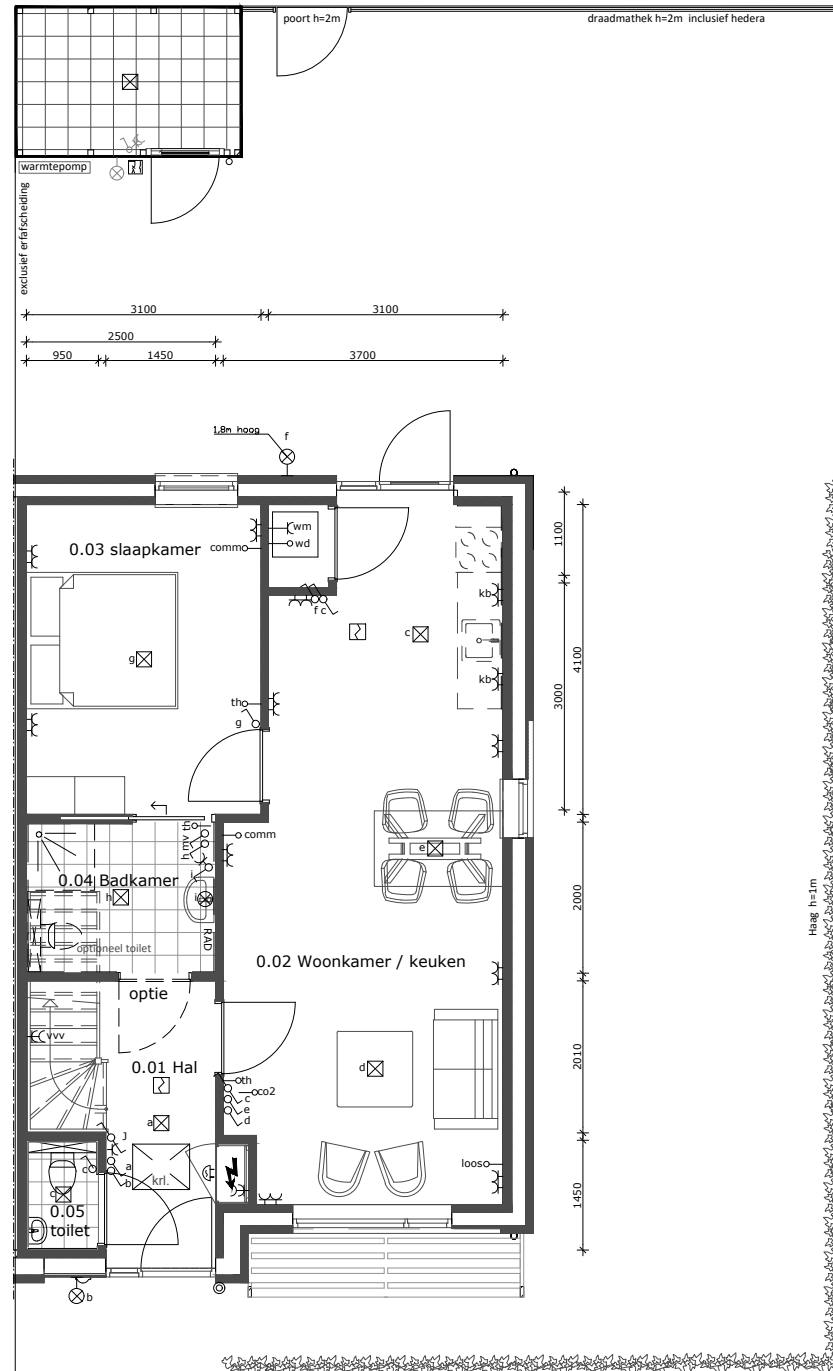 poort h=2m
draadmathek h=2m inclusief hedera
warmtepomp
exclusief erfafscheiding
3100
3100
2500
950
1450
3700
1,8m hoog
f
0.03 slaapkamer
comm
wm
wd
f c
c
kb
kb
g
th
g
1100
3000
4100
comm
h mv th
i
0.04 Badkamer
h
i
optioneel toilet
RAD
e
2000
Haag h=1m
0.02 Woonkamer / keuken
optie
vvv
0.01 Hal
a
th
co2
c
e
d
d
2010
J
a
b
krl.
c
c
0.05
toilet
loos
1450
b